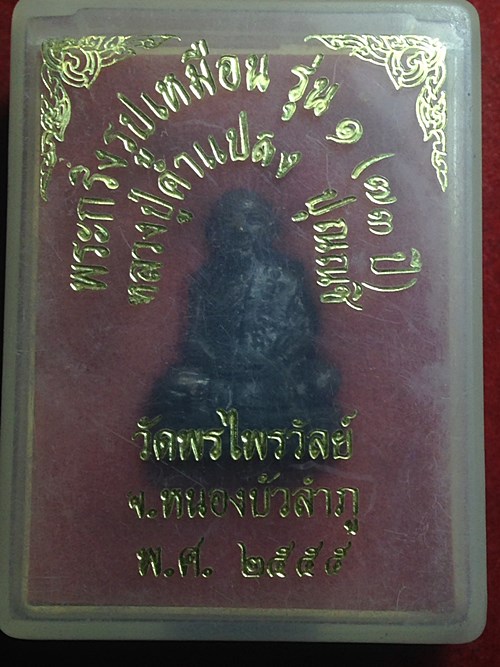 พระกริ่งรูปเหมือน รุ่น ๑ (๗๓ ปี)
หลวงปู่คำแปลง ปุณฺณสี
วัดพรไพรวัลย์
จ.หนองบัวลำภู
พ.ศ. ๒๕๕๕